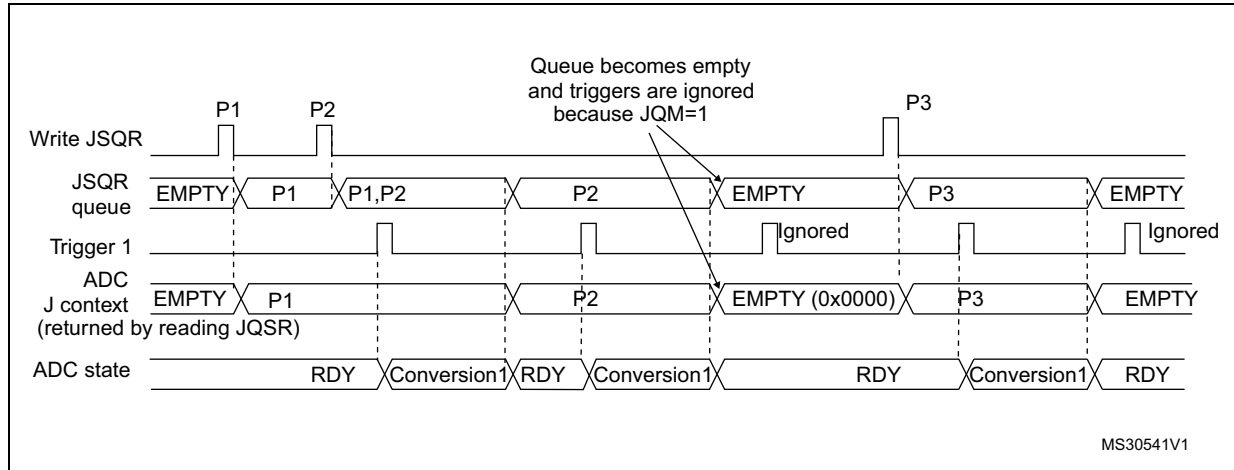 Queue becomes empty
and triggers are ignored
because JQM=1
P1 P2 P3
Write JSQR
JSQR
queue
EMPTY P1 P1,P2 P2 EMPTY P3 EMPTY
Trigger 1
Ignored Ignored
ADC
J context
(returned by reading JQSR)
EMPTY P1 P2 EMPTY (0x0000) P3 EMPTY
ADC state
RDY Conversion1 RDY Conversion1 RDY Conversion1 RDY
MS30541V1